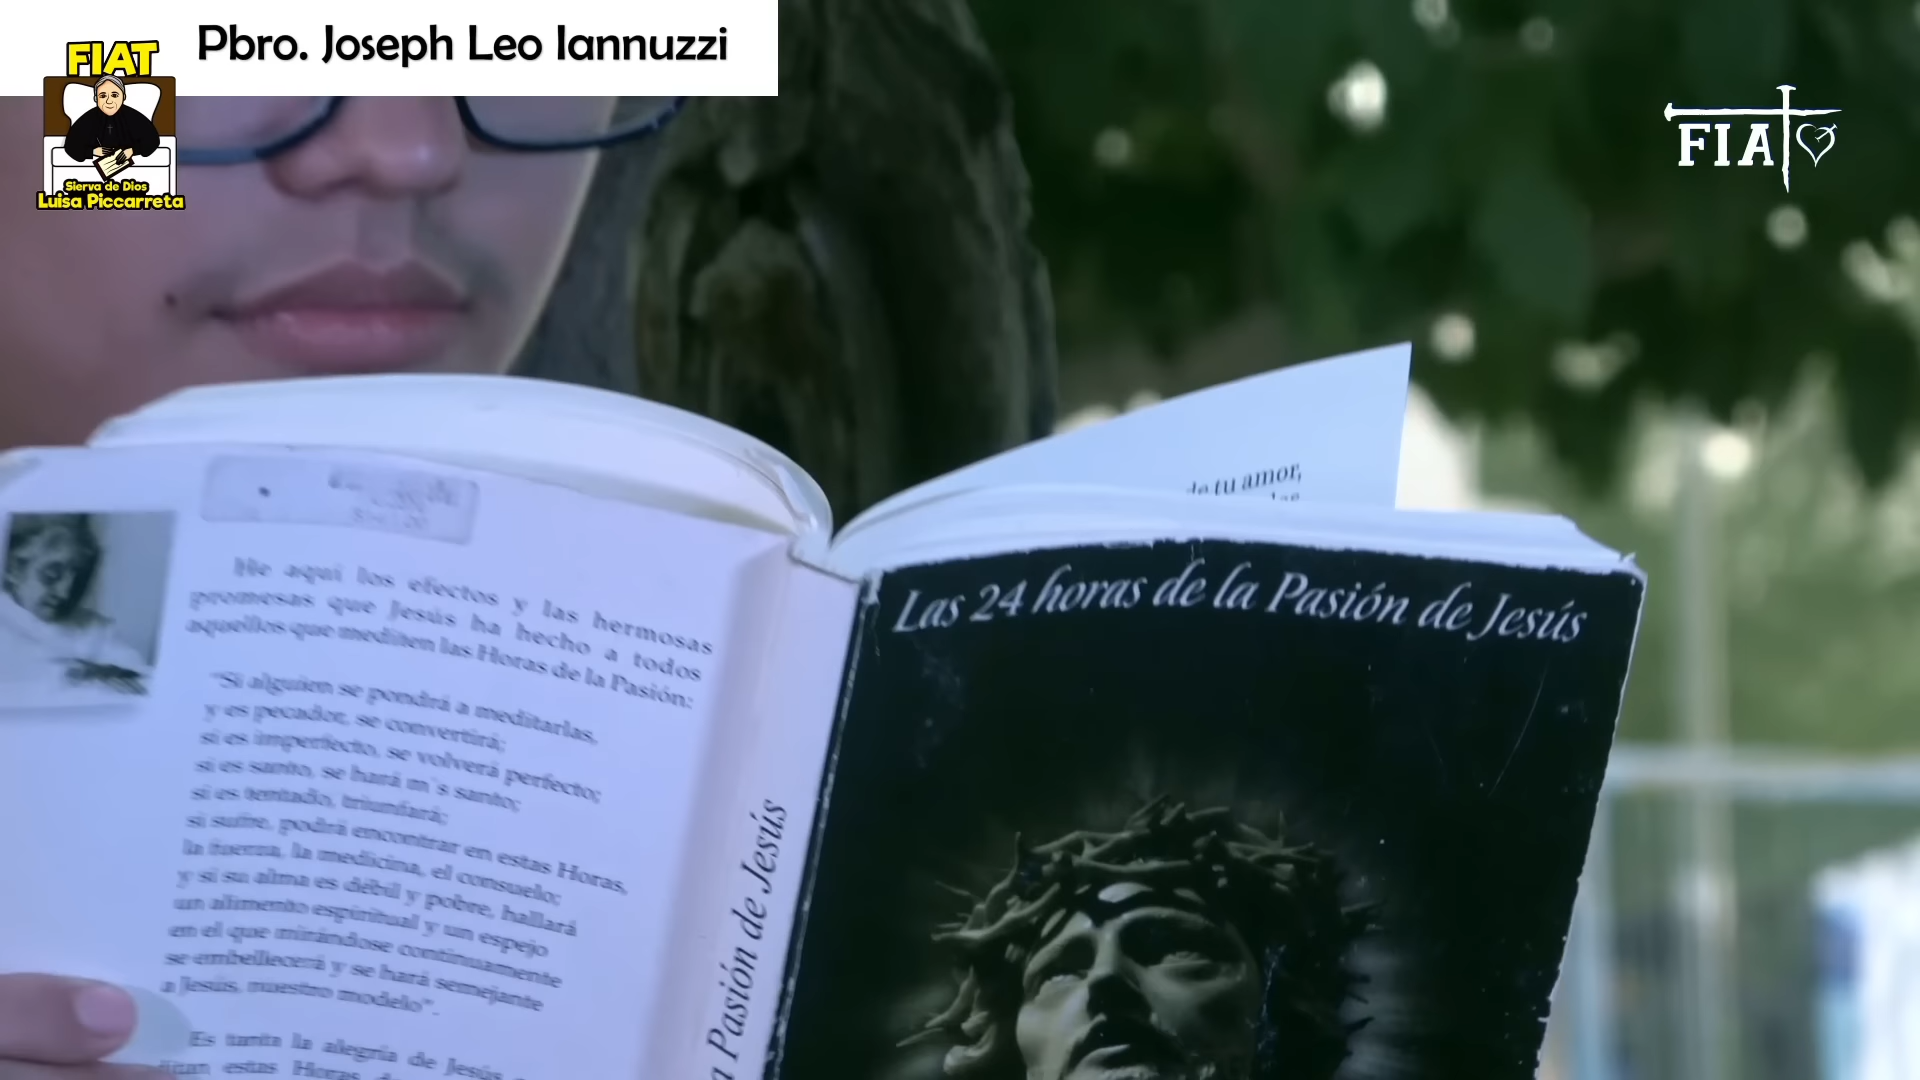 Pbro. Joseph Leo Iannuzzi
FIAT
Sierva de Dios
Luisa Piccarreta
FIAT
de tu amor,
He aquí los efectos y las hermosas
promesas que Jesús ha hecho a todos
aquellos que mediten las Horas de la Pasión:
"Si alguien se pondrá a meditarlas,
y es pecador, se convertirá;
si es imperfecto, se volverá perfecto;
si es santo, se hará m´s santo;
si es tentado, triunfará;
si sufre, podrá encontrar en estas Horas,
la fuerza, la medicina, el consuelo;
y si su alma es débil y pobre, hallará
un alimento espiritual y un espejo
en el que mirándose continuamente
se embellecerá y se hará semejante
a Jesús, nuestro modelo".
Es tanta la alegría de Jesús
estas Horas
a Pasión de Jesús
Las 24 horas de la Pasión de Jesús